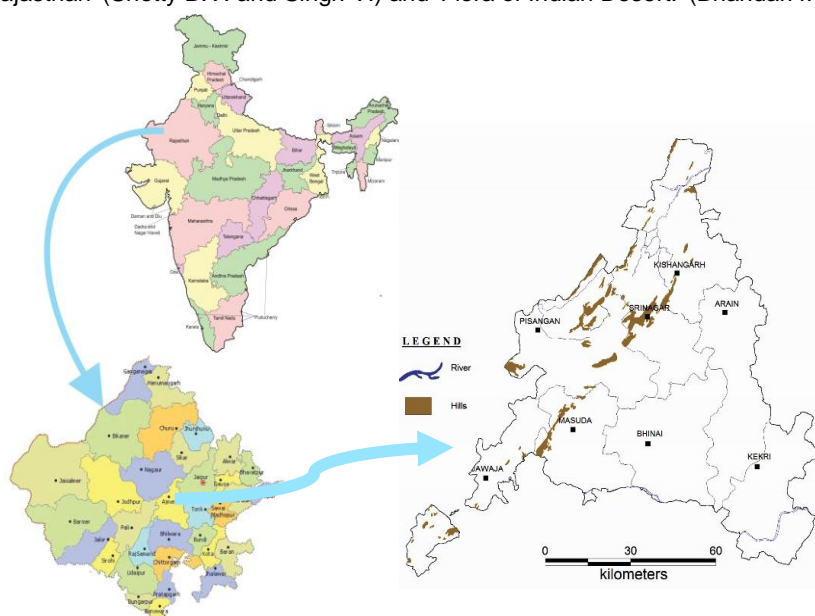 Rajasthan' (Shetty B.V. and Singh V.) and 'Flora of Indian Desert.' (Bhandari
Jammu - Kashmir
Himachal
Pradesh
Chandigarh
Punjab
Uttarakhand
Haryana
Delhi
Arunachal
Pradesh
Rajasthan
Uttar Pradesh
Sikkim
Assam
Nagaland
Bihar
Meghalaya
Manipur
Gujarat
Madhya Pradesh
Jharkhand
West
Bengal
Tripura
Mizoram
Chhattisgarh
Daman and Diu
Dadra and
Nagar Haveli
Maharashtra
Orissa
Telangana
Goa
Andhra Pradesh
Karnataka
Tamil Nadu
Kerala
Puducherry
Ganganagar
Hanumangarh
Bikaner
Churu
Jhunjhunu
Sikar
Alwar
Nagaur
Jaipur
Bharatpur
Jaisalmer
Dausa
Jodhpur
Ajmer
Tonk
Sawai
Madhopur
Barmer
Pali
Bhilwara
Bundi
Jalor
RajSamand
Kota
Baran
Sirohi
Chittorgarh
Udaipur
Jhalawar
Pratapgarh
Dungarpur
Banswara
KISHANGARH
SRINAGAR
ARAIN
PISANGAN
LEGEND
River
Hills
MASUDA
BHINAI
KEKRI
JAWAJA
0 30 60
kilometers